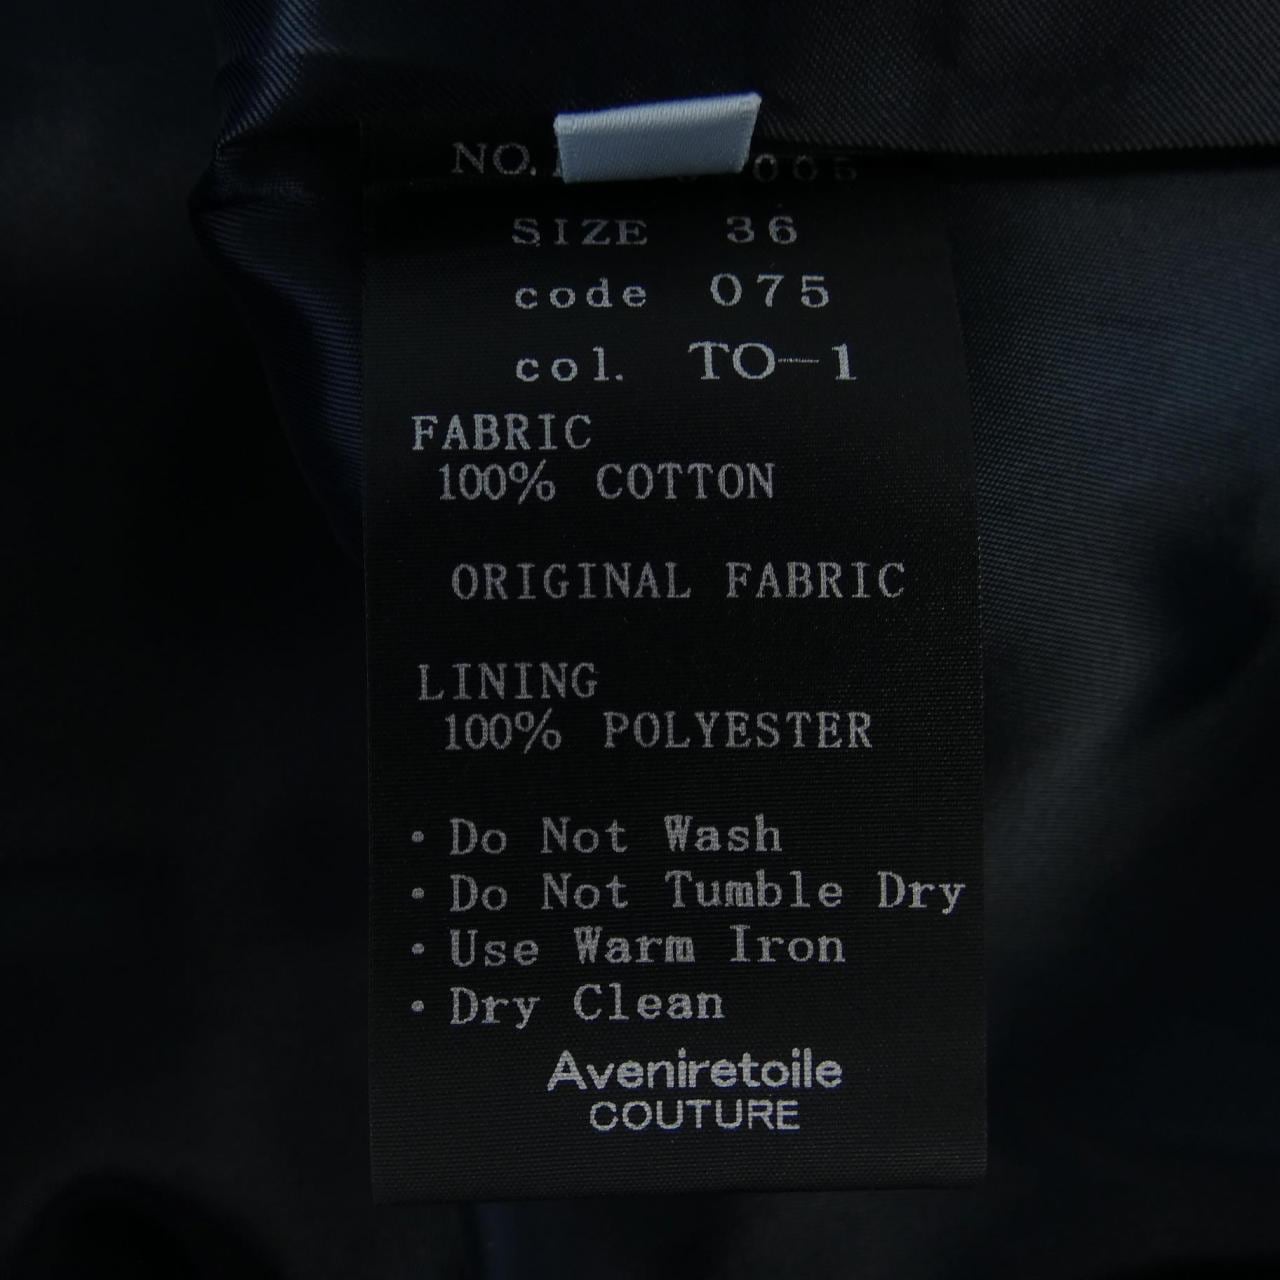 NO.
SIZE 36
code 075
col. TO-1
FABRIC
100% COTTON
ORIGINAL FABRIC
LINING
100% POLYESTER
・Do Not Wash
・Do Not Tumble Dry
・Use Warm Iron
・Dry Clean
Aveniretoile
COUTURE